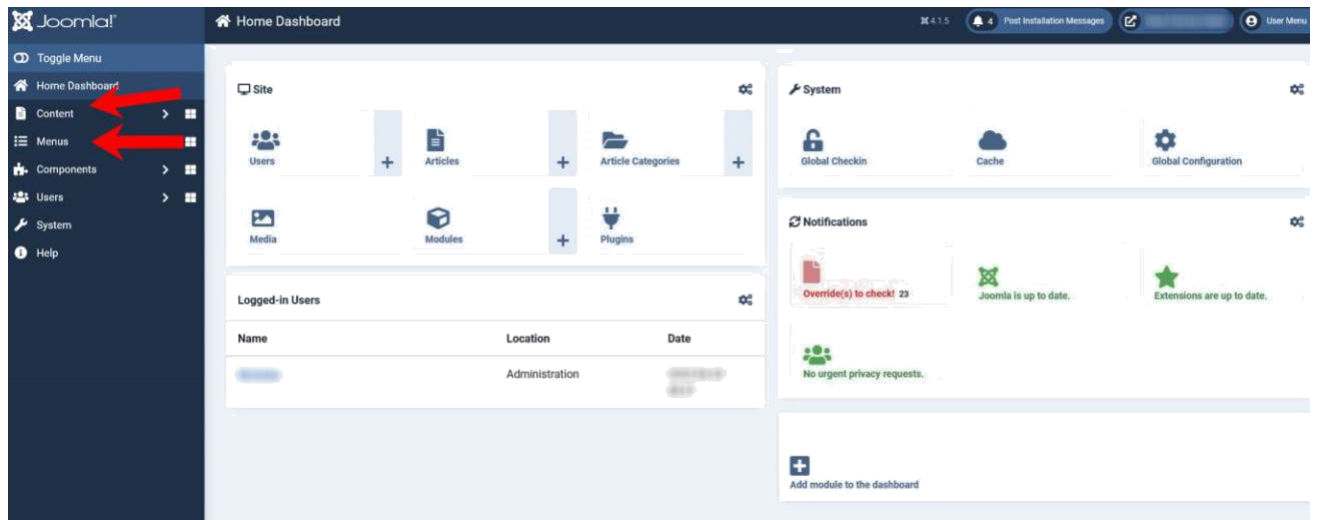 Joomla!®
Home Dashboard
4.1.5
4 Post Installation Messages
User Menu
Toggle Menu
Home Dashboard
Content
Menus
Components
Users
System
Help
Site
Users
Articles
Article Categories
Media
Modules
Plugins
Logged-in Users
Name Location Date
Administration
System
Global Checkin
Cache
Global Configuration
Notifications
Override(s) to check! 23
Joomla is up to date.
Extensions are up to date.
No urgent privacy requests.
Add module to the dashboard